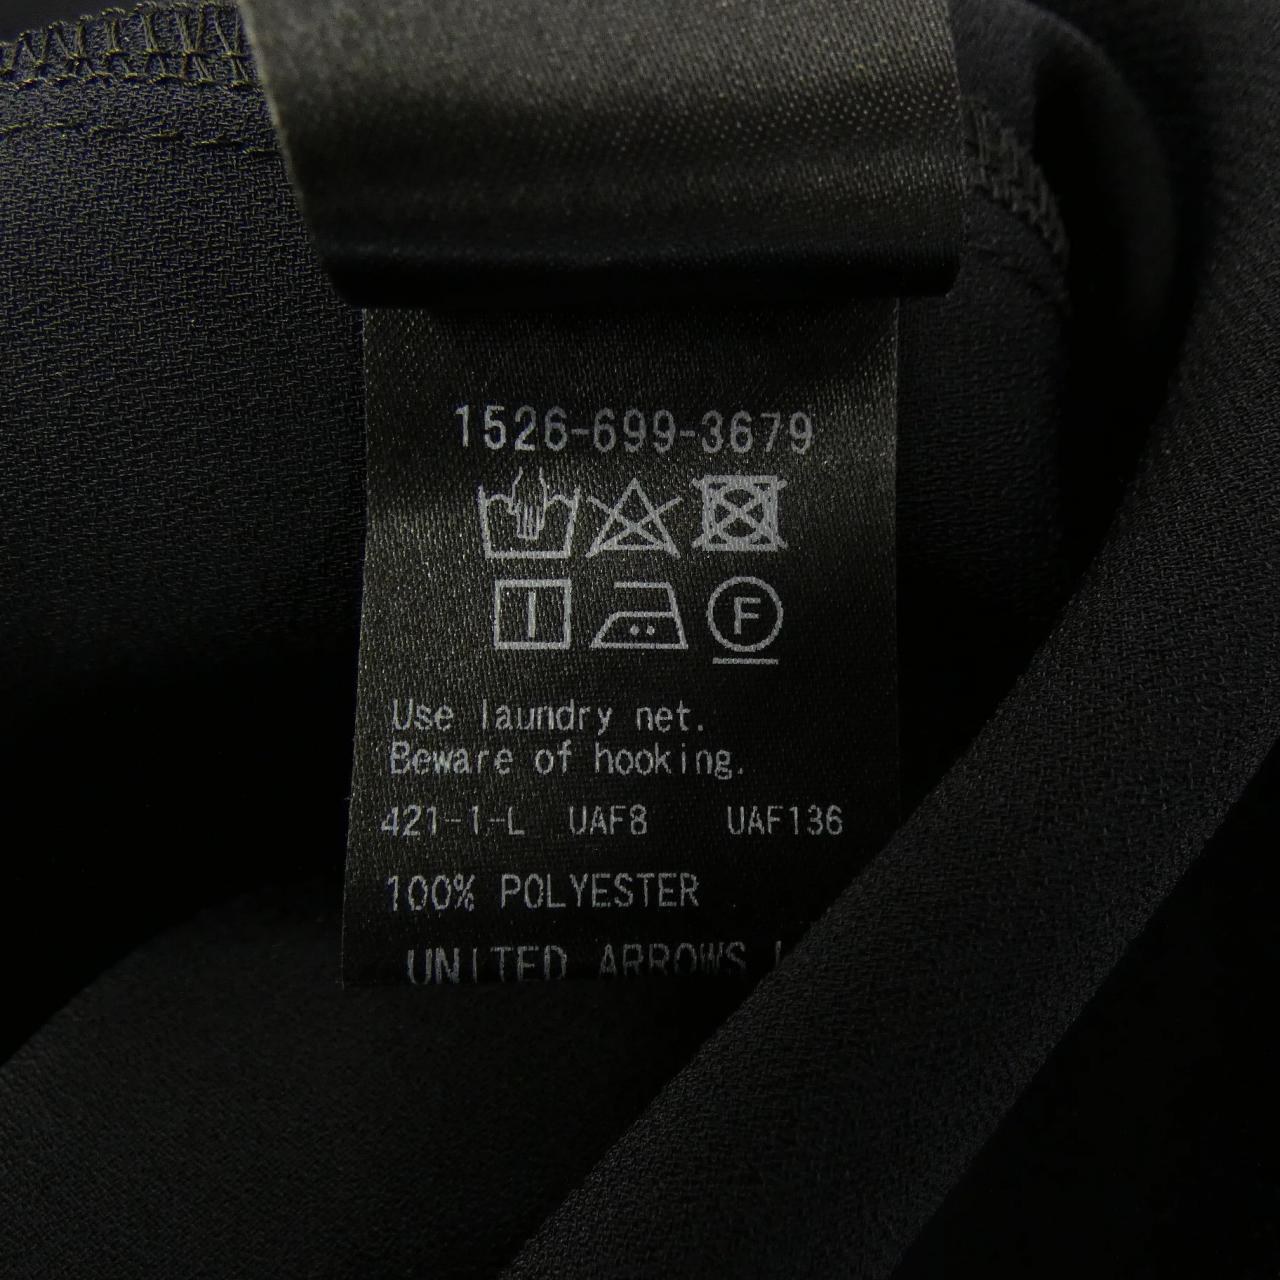 1526-699-3679
F
Use laundry net.
Beware of hooking.
421-1-L UAF8 UAF136
100% POLYESTER
UNITED ARROWS